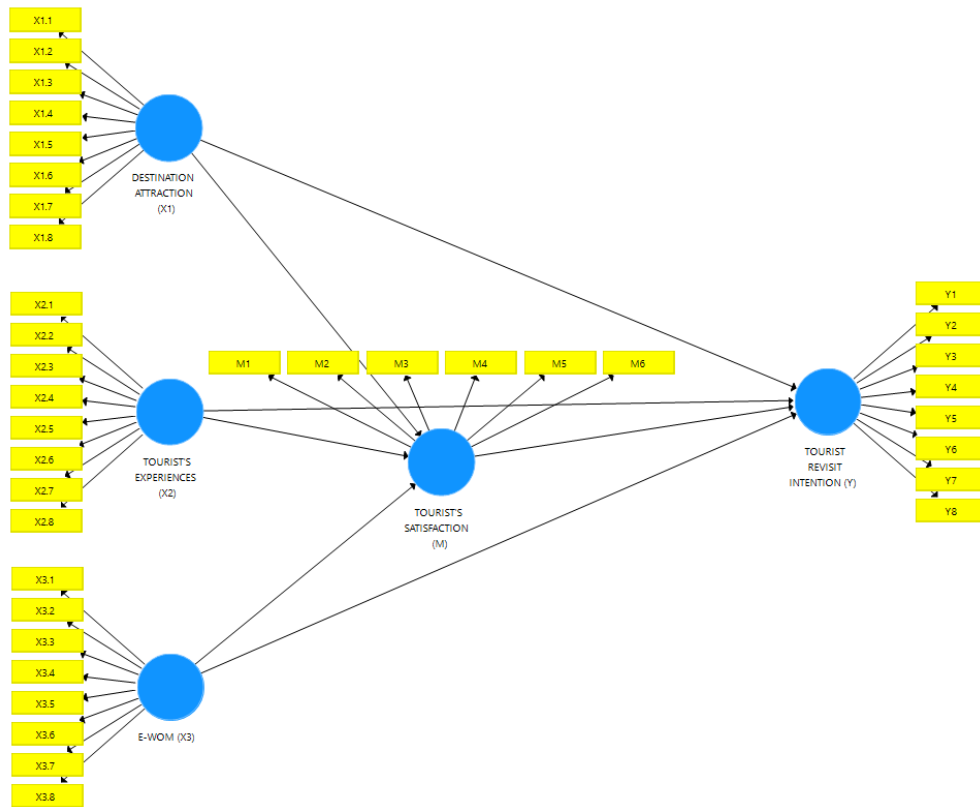 X1.1
X1.2
X1.3
X1.4
X1.5
X1.6
X1.7
X1.8
DESTINATION
ATTRACTION
(X1)
X2.1
X2.2
X2.3
X2.4
X2.5
X2.6
X2.7
X2.8
TOURIST'S
EXPERIENCES
(X2)
M1
M2
M3
M4
M5
M6
TOURIST'S
SATISFACTION
(M)
Y1
Y2
Y3
Y4
Y5
Y6
Y7
Y8
TOURIST
REVISIT
INTENTION (Y)
X3.1
X3.2
X3.3
X3.4
X3.5
X3.6
X3.7
X3.8
E-WOM (X3)